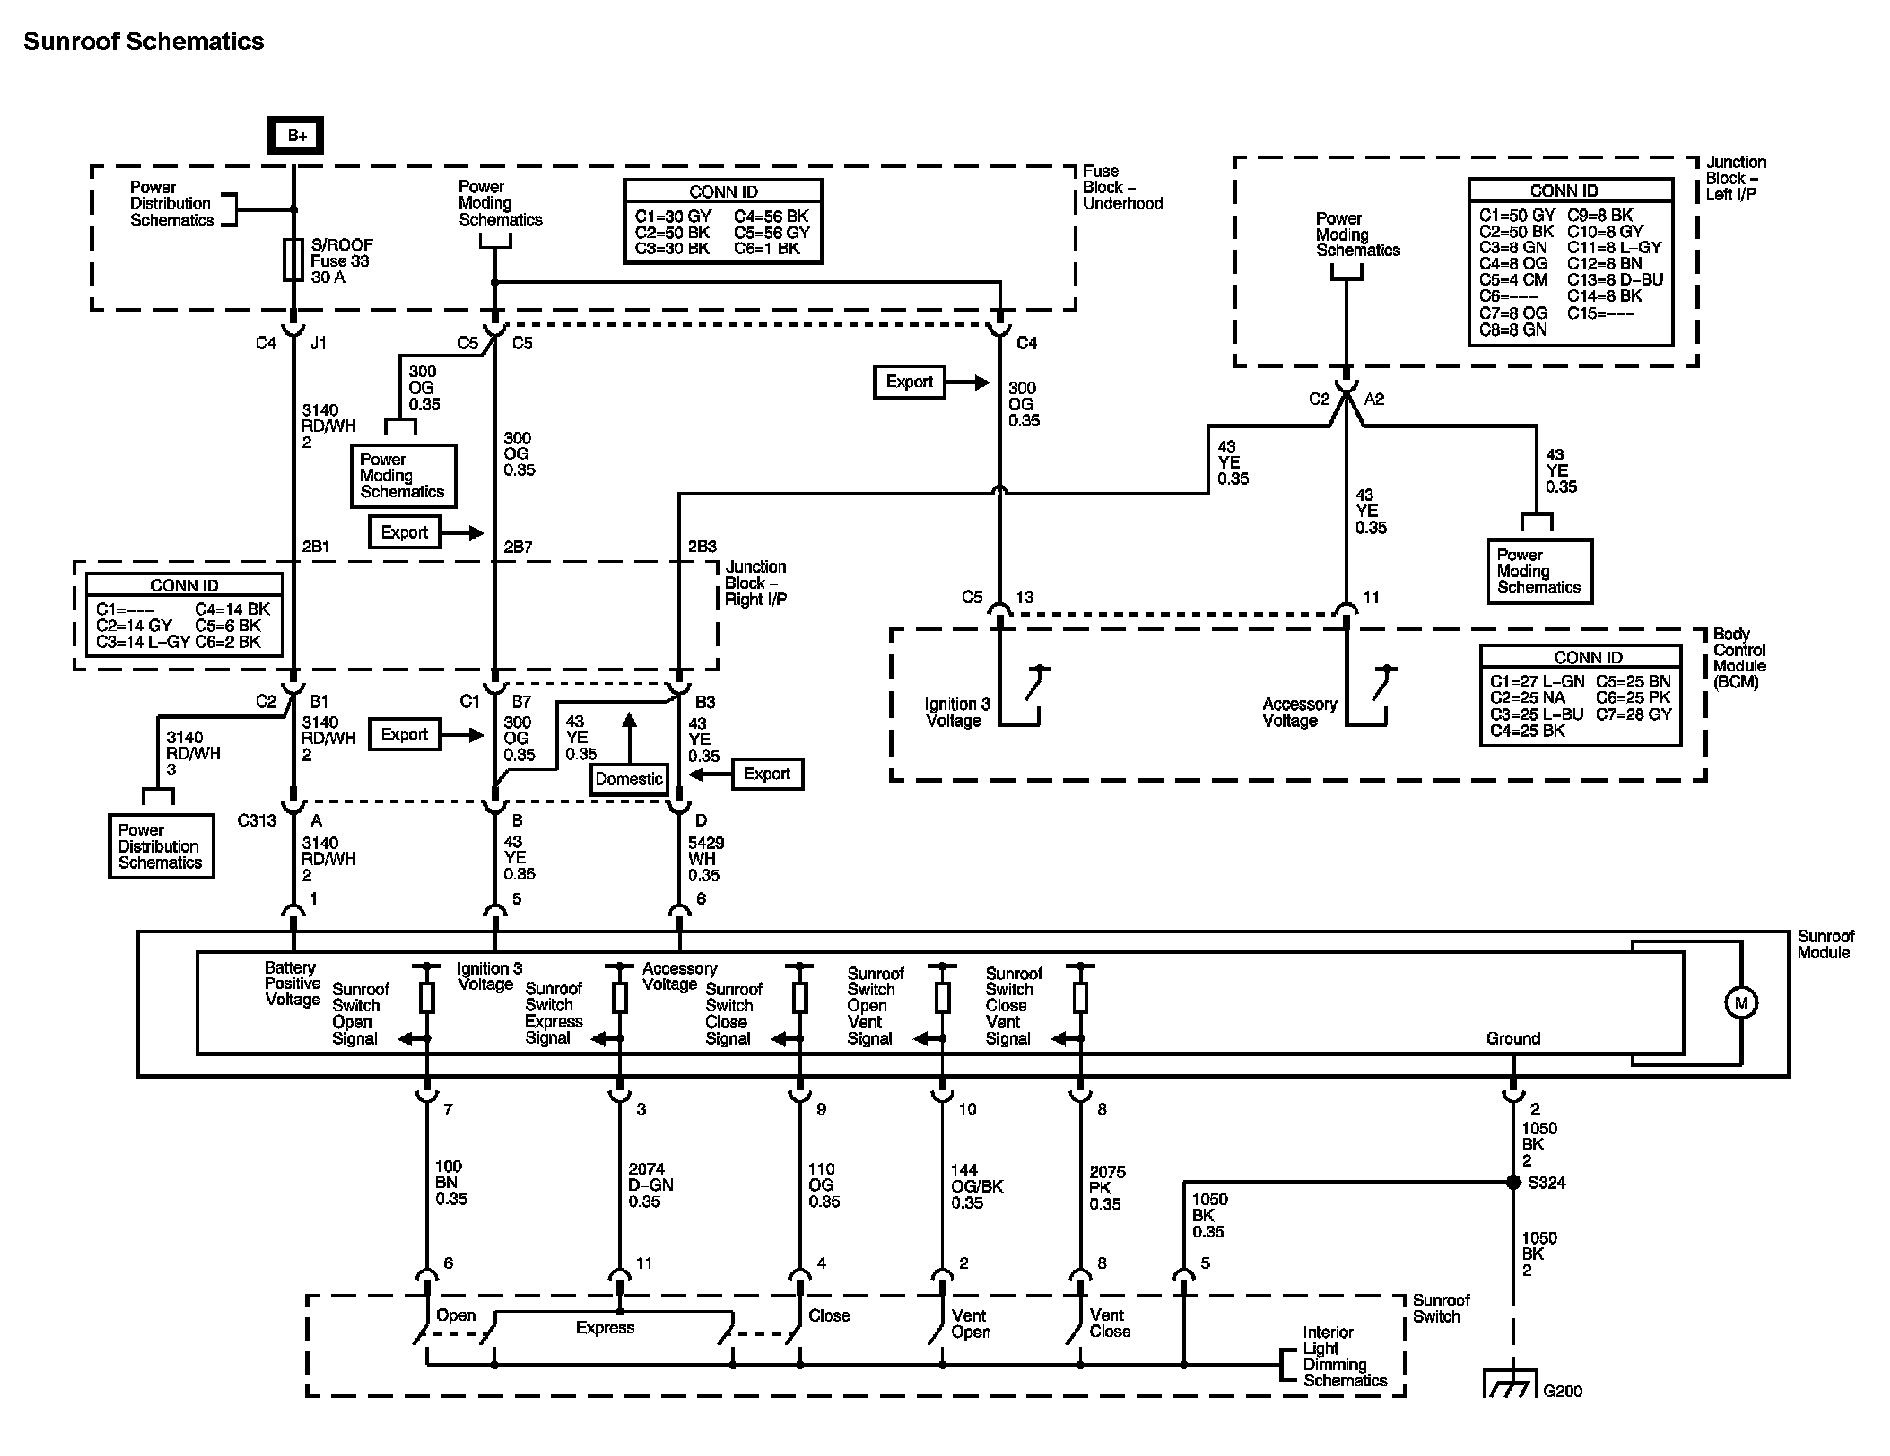 Sunroof Schematics
B+
Power
Distribution
Schematics
S/ROOF
Fuse 33
30 A
Power
Moding
Schematics
CONN ID
C1=30 GY C4=56 BK
C2=50 BK C5=56 GY
C3=30 BK C6=1 BK
Fuse
Block –
Underhood
Power
Moding
Schematics
CONN ID
C1=50 GY C9=8 BK
C2=50 BK C10=8 GY
C3=8 GN C11=8 L-GY
C4=8 OG C12=8 BN
C5=4 CM C13=8 D-BU
C6=––– C14=8 BK
C7=8 OG C15=–––
C8=8 GN
Junction
Block –
Left I/P
C4 J1
C5 C5
C4
300
OG
0.35
Export
300
OG
0.35
C2 A2
3140
RD/WH
2
Power
Moding
Schematics
300
OG
0.35
Export
43
YE
0.35
43
YE
0.35
43
YE
0.35
Power
Moding
Schematics
2B1
2B7
2B3
CONN ID
C1=––– C4=14 BK
C2=14 GY C5=6 BK
C3=14 L-GY C6=2 BK
Junction
Block –
Right I/P
C5 13
11
Ignition 3
Voltage
Accessory
Voltage
CONN ID
C1=27 L-GN C5=25 BN
C2=25 NA C6=25 PK
C3=25 L-BU C7=28 GY
C4=25 BK
Body
Control
Module
(BCM)
C2 B1
C1 B7
B3
3140
RD/WH
3
3140
RD/WH
2
Export
300
OG
0.35
43
YE
0.35
Domestic
43
YE
0.35
Export
Power
Distribution
Schematics
C313 A
B
D
3140
RD/WH
2
43
YE
0.35
5429
WH
0.35
1
5
6
Sunroof
Module
Battery
Positive
Voltage
Sunroof
Switch
Open
Signal
Ignition 3
Voltage
Sunroof
Switch
Express
Signal
Accessory
Voltage
Sunroof
Switch
Close
Signal
Sunroof
Switch
Open
Vent
Signal
Sunroof
Switch
Close
Vent
Signal
Ground
M
7
3
9
10
8
2
100
BN
0.35
2074
D-GN
0.35
110
OG
0.35
144
OG/BK
0.35
2075
PK
0.35
1050
BK
0.35
1050
BK
2
S324
1050
BK
2
6
11
4
2
8
5
Open
Express
Close
Vent
Open
Vent
Close
Interior
Light
Dimming
Schematics
Sunroof
Switch
G200